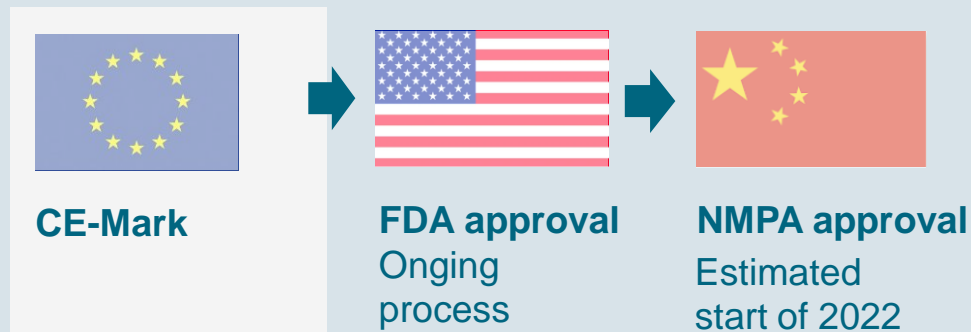 CE-Mark
FDA approval
Onging
process
NMPA approval
Estimated
start of 2022